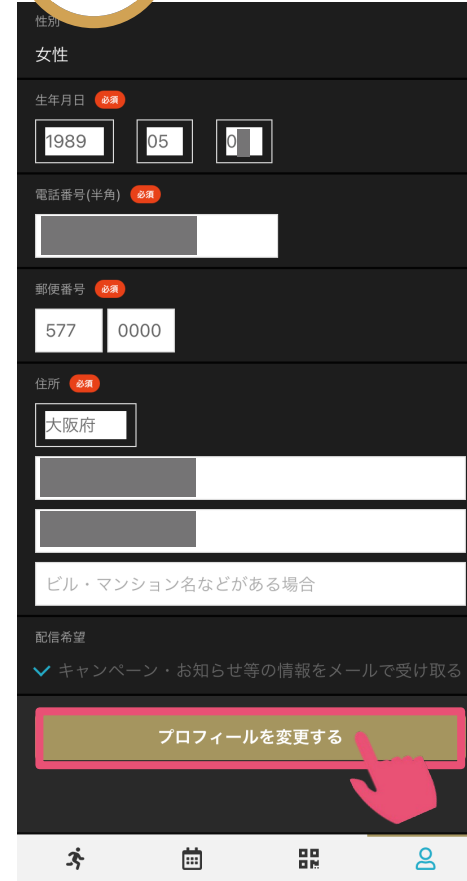 性別
女性
生年月日 必須
1989 05 0
電話番号(半角) 必須
郵便番号 必須
577 0000
住所 必須
大阪府
ビル・マンション名などがある場合
配信希望
キャンペーン・お知らせ等の情報をメールで受け取る
プロフィールを変更する